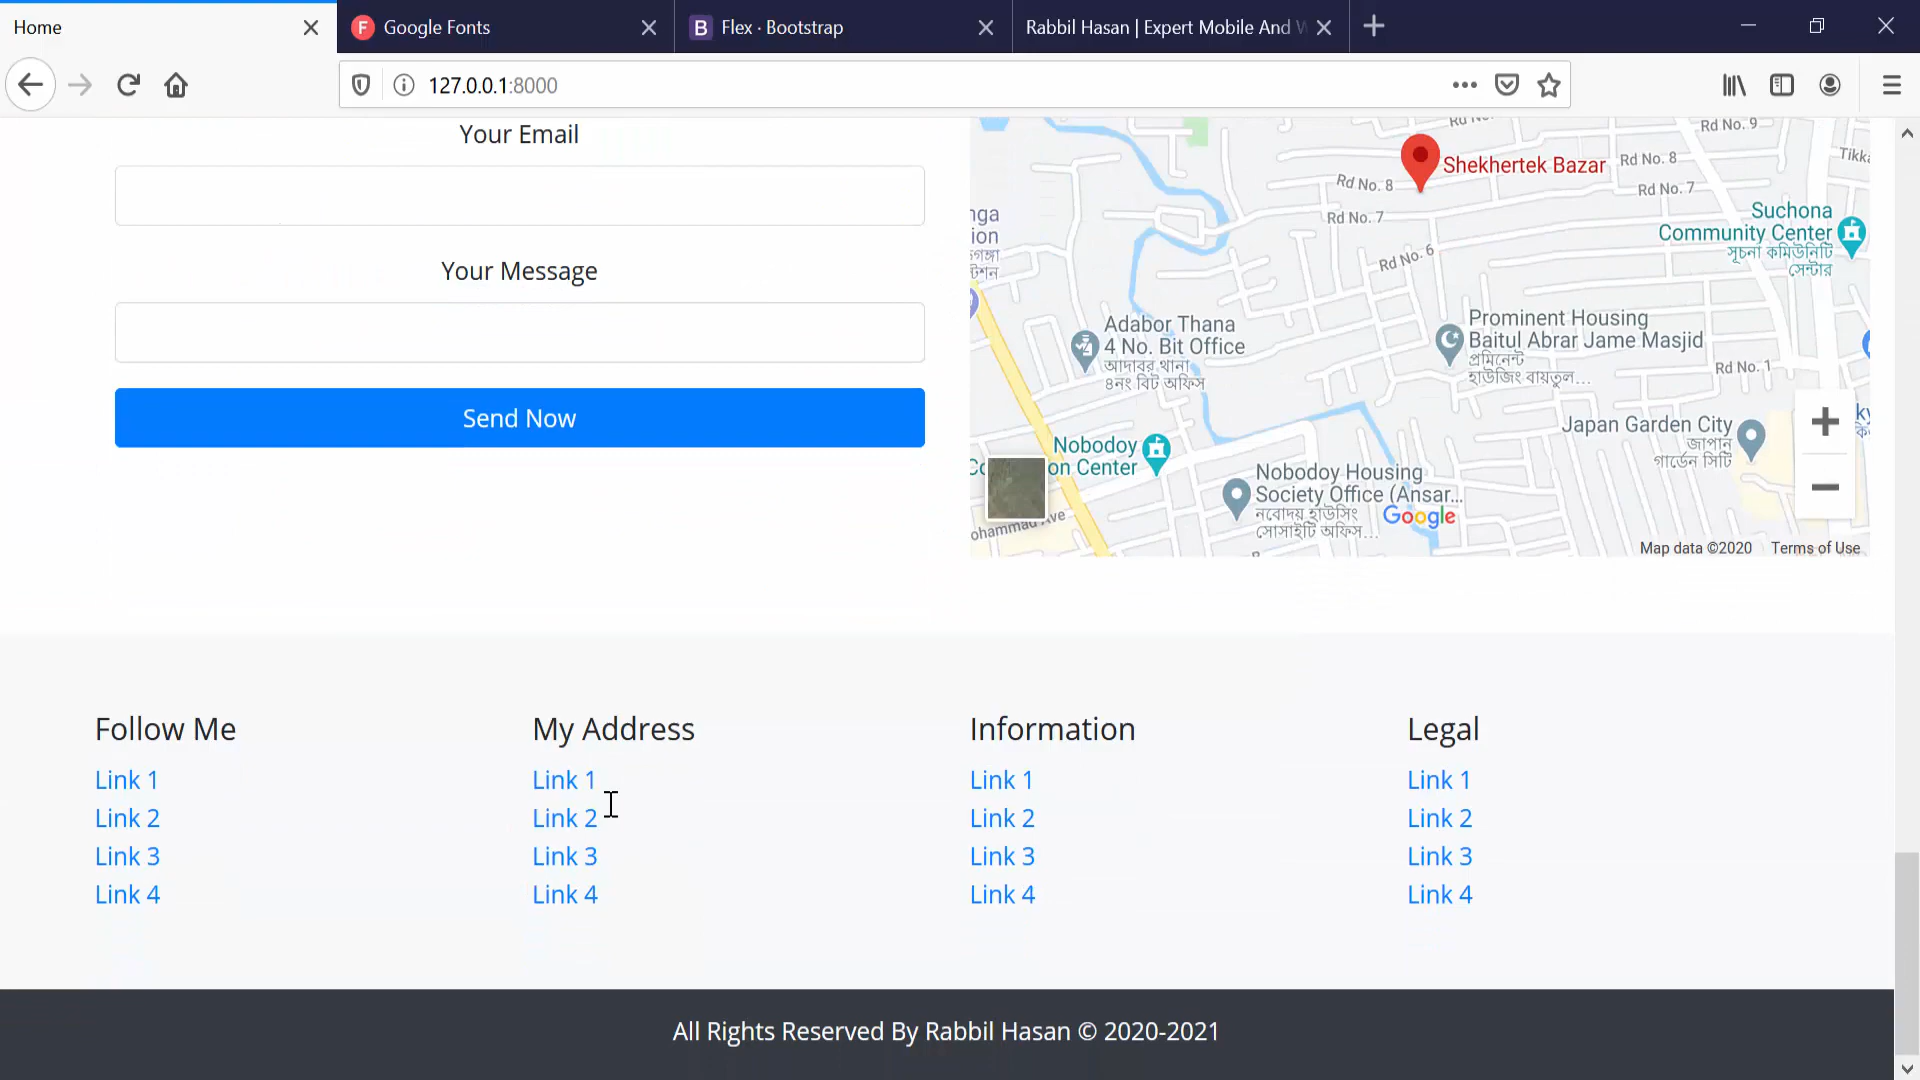 Home
Google Fonts
Flex · Bootstrap
Rabbil Hasan | Expert Mobile And
127.0.0.1:8000
Your Email
Your Message
Send Now
Rd No. 9
Shekhertek Bazar
Rd No. 8
Rd No. 8
Rd No. 7
Rd No. 7
Suchona
Community Center
সূচনা কমিউনিটি
সেন্টার
Rd No. 6
Adabor Thana
4 No. Bit Office
আদাবর থানা
৪নং বিট অফিস
Prominent Housing
Baitul Abrar Jame Masjid
প্রমিনেন্ট
হাউজিং বায়তুল...
Rd No. 1
Japan Garden City
জাপান
গার্ডেন সিটি
Nobodoy
on Center
Nobodoy Housing
Society Office (Ansar...
নবোদয় হাউসিং
সোসাইটি অফিস...
Google
ohammad Ave
Map data ©2020
Terms of Use
Follow Me
Link 1
Link 2
Link 3
Link 4
My Address
Link 1
Link 2
Link 3
Link 4
Information
Link 1
Link 2
Link 3
Link 4
Legal
Link 1
Link 2
Link 3
Link 4
All Rights Reserved By Rabbil Hasan © 2020-2021